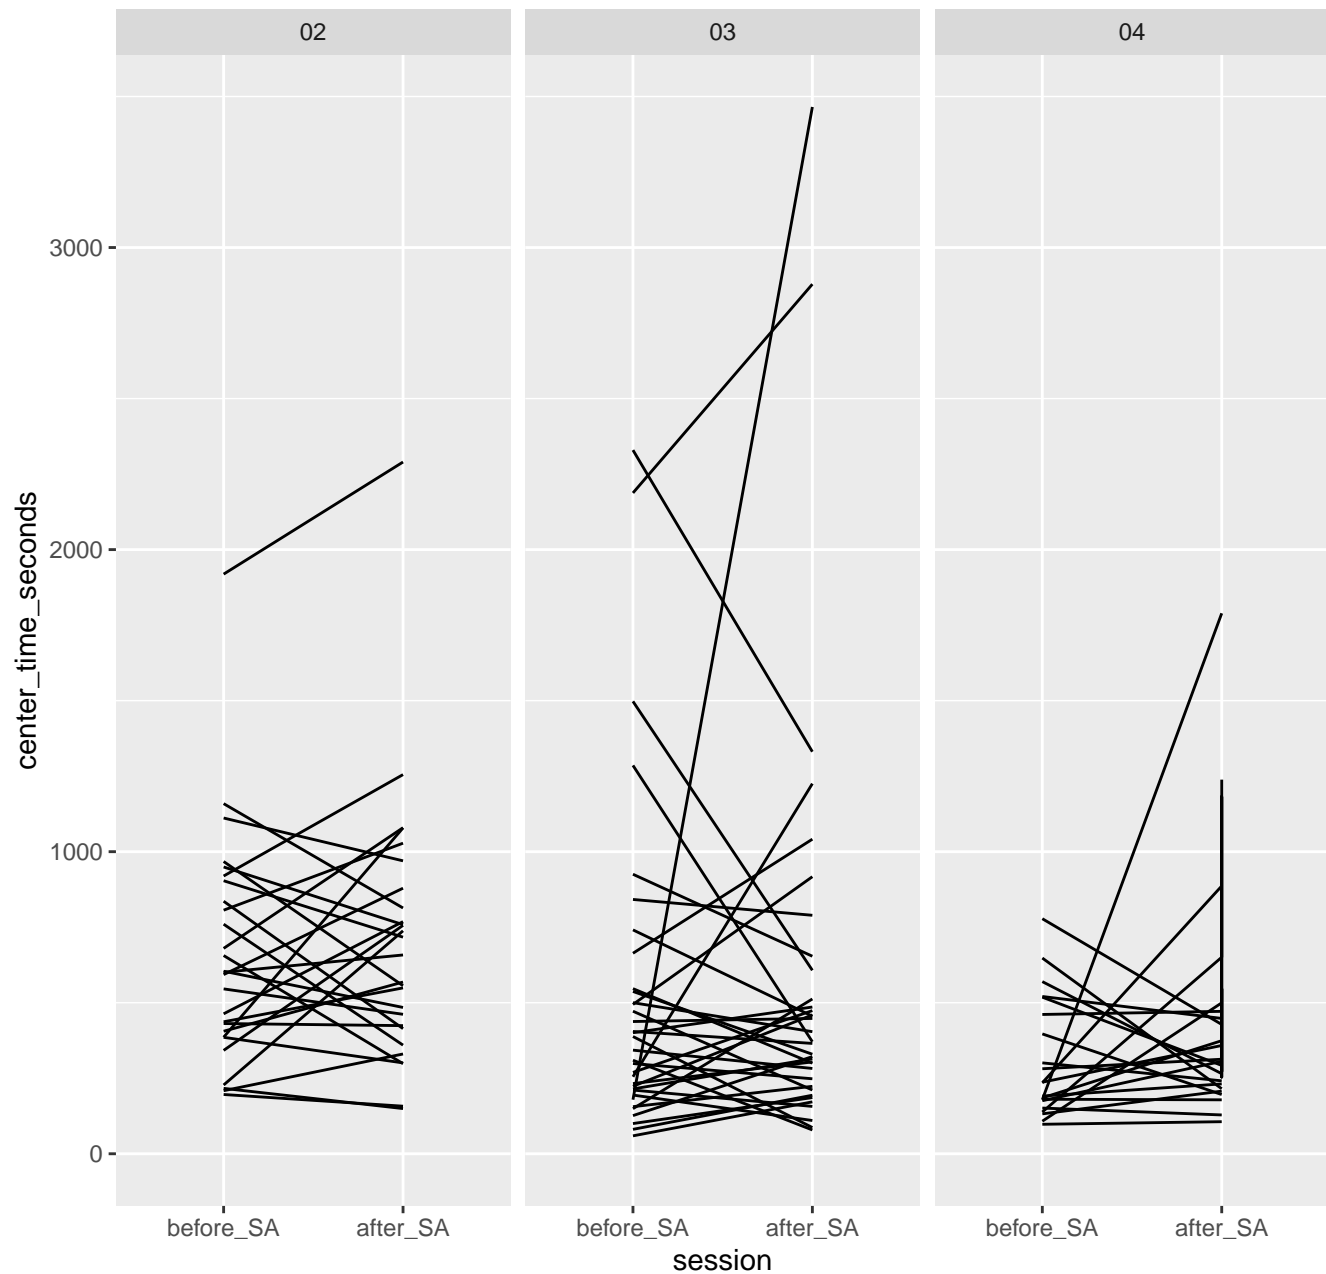 02
03
04
center_time_seconds
3000
2000
1000
0
before_SA
after_SA
before_SA
after_SA
before_SA
after_SA
session